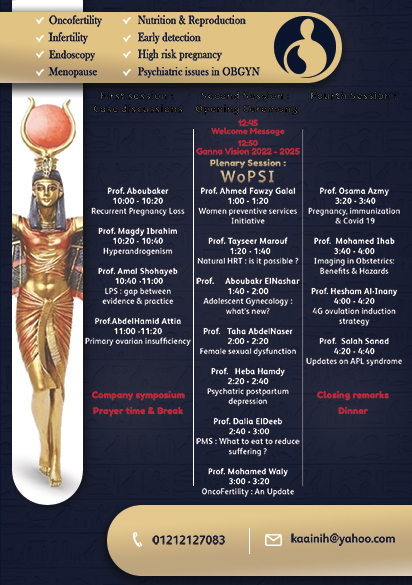 Oncofertility
Infertility
Endoscopy
Menopause
Nutrition & Reproduction
Early detection
High risk pregnancy
Psychiatric issues in OBGYN
First session :
Case discussions
Prof. Aboubaker
10:00 - 10:20
Recurrent Pregnancy Loss
Prof. Magdy Ibrahim
10:20 - 10:40
Hyperandrogenism
Prof. Amal Shohayeb
10:40 -11:00
LPS : gap between
evidence & practice
Prof.AbdelHamid Attia
11:00 -11:20
Primary ovarian insufficiency
Company symposium
Prayer time & Break
Second Session :
Opening Ceremony
12:45
Welcome Message
12:50
Ganna Vision 2022 - 2025
Plenary Session :
WoPSI
Prof. Ahmed Fawzy Galal
1:00 - 1:20
Women preventive services
Initiative
Prof. Tayseer Marouf
1:20 - 1:40
Natural HRT : is it possible ?
Prof. Aboubakr ElNashar
1:40 - 2:00
Adolescent Gynecology :
what's new?
Prof. Taha AbdelNaser
2:00 - 2:20
Female sexual dysfunction
Prof. Heba Hamdy
2:20 - 2:40
Psychatric postpartum
depression
Prof. Dalia ElDeeb
2:40 - 3:00
PMS : What to eat to reduce
suffering ?
Prof. Mohamed Waly
3:00 - 3:20
OncoFertility : An Update
Fourth Session :
Prof. Osama Azmy
3:20 - 3:40
Pregnancy, immunization
& Covid 19
Prof. Mohamed Ihab
3:40 - 4:00
Imaging in Obstetrics:
Benefits & Hazards
Prof. Hesham Al-Inany
4:00 - 4:20
4G ovulation induction
strategy
Prof. Salah Sanad
4:20 - 4:40
Updates on APL syndrome
Closing remarks
Dinner
01212127083
kaainih@yahoo.com